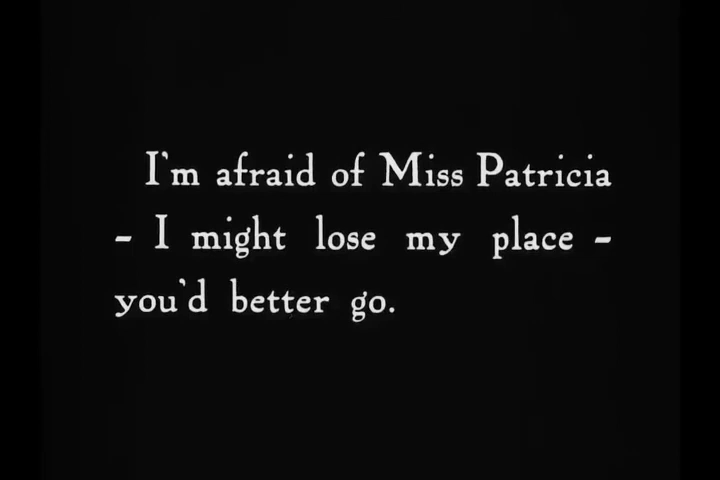 I'm afraid of Miss Patricia
- I might lose my place -
you'd better go.